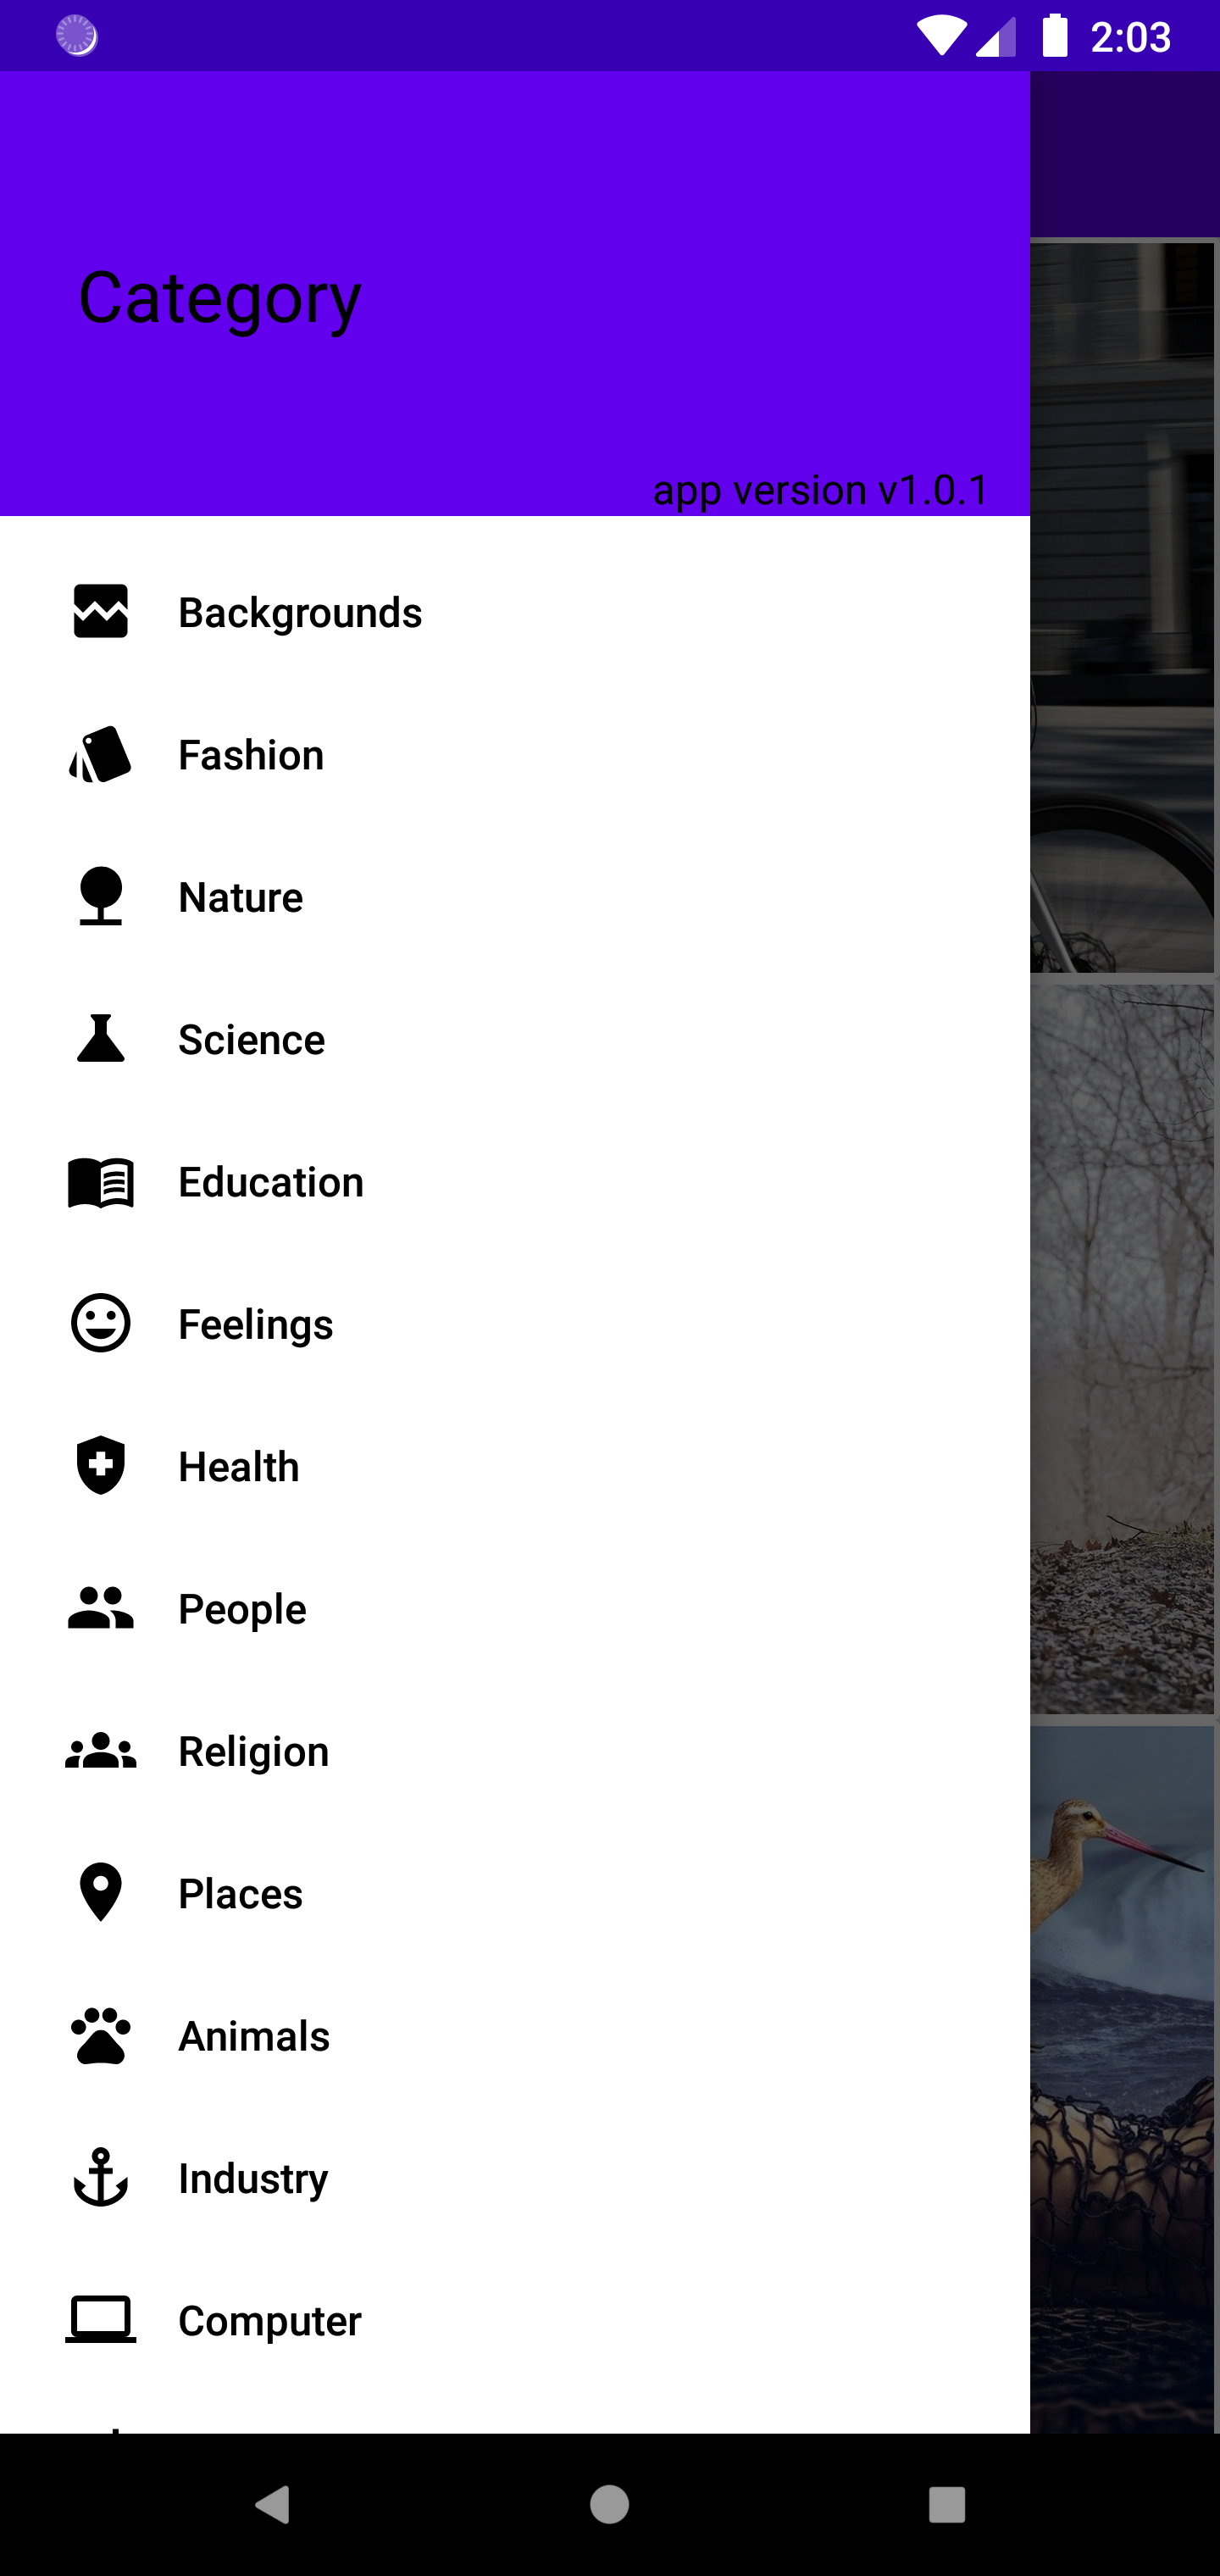 2:03
Category
app version v1.0.1
Backgrounds
Fashion
Nature
Science
Education
Feelings
Health
People
Religion
Places
Animals
Industry
Computer